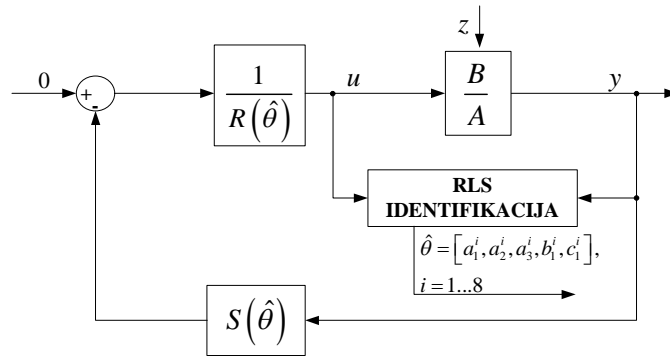 z
0
+
-
1
R(θ̂)
u
B
A
y
RLS
IDENTIFIKACIJA
θ̂ = [a₁ⁱ, a₂ⁱ, a₃ⁱ, b₁ⁱ, c₁ⁱ],
i = 1...8
S(θ̂)